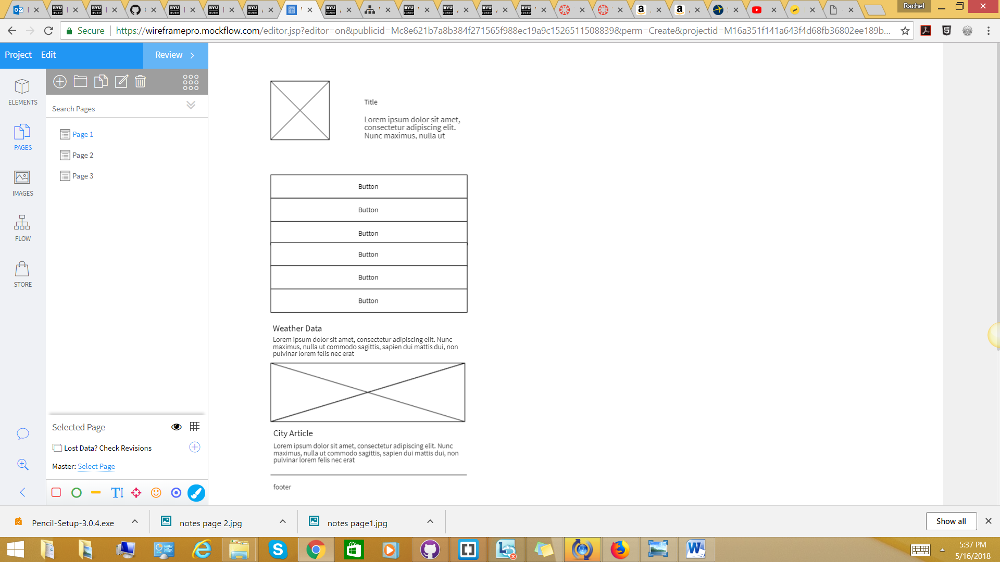 Rachel
Secure
https://wireframepro.mockflow.com/editor.jsp?editor=on&publicid=Mc8e621b7a8b384f271565f988ec19a9c1526511508839&perm=Create&projectid=M16a351f141a643f4d68fb36802ee189b...
Project Edit Review
ELEMENTS
PAGES
IMAGES
FLOW
STORE
Search Pages
Page 1
Page 2
Page 3
Selected Page
Lost Data? Check Revisions
Master: Select Page
Title
Lorem ipsum dolor sit amet,
consectetur adipiscing elit.
Nunc maximus, nulla ut
Button
Button
Button
Button
Button
Button
Weather Data
Lorem ipsum dolor sit amet, consectetur adipiscing elit. Nunc
maximus, nulla ut commodo sagittis, sapien dui mattis dui, non
pulvinar lorem felis nec erat
City Article
Lorem ipsum dolor sit amet, consectetur adipiscing elit. Nunc
maximus, nulla ut commodo sagittis, sapien dui mattis dui, non
pulvinar lorem felis nec erat
footer
Pencil-Setup-3.0.4.exe
notes page 2.jpg
notes page1.jpg
Show all
5:37 PM
5/16/2018